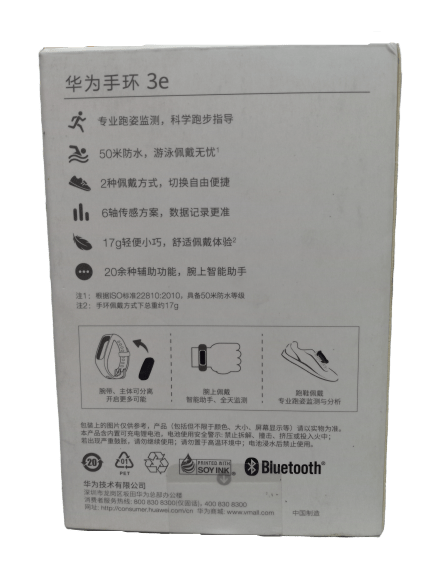 华为手环 3e
专业跑姿监测，科学跑步指导
50米防水，游泳佩戴无忧1
2种佩戴方式，切换自由便捷
6轴传感方案，数据记录更准
17g轻便小巧，舒适佩戴体验2
20余种辅助功能，腕上智能助手
注1：根据ISO标准22810:2010，具备50米防水等级
注2：手环佩戴方式下总重约17g
腕带、主体可分离
开启更多可能
腕上佩戴
智能助手、全天监测
跑鞋佩戴
专业跑姿监测与分析
包装上的图片仅供参考，产品（包括但不限于颜色、大小、屏幕显示等）请以实物为准。
本产品内含可充电锂电池。电池使用安全警示: 禁止拆解、撞击、挤压或投入火中；
若出现严重鼓胀，请勿继续使用；请勿置于高温环境中；电池浸水后禁止使用。
20
01
PET
PRINTED WITH
SOY INK
Bluetooth®
华为技术有限公司
深圳市龙岗区坂田华为总部办公楼
消费者服务热线: 800 830 8300(仅固话)，400 830 8300
网址: http://consumer.huawei.com/cn 华为商城: www.vmall.com
中国制造